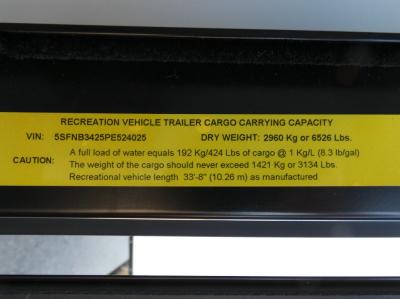 RECREATION VEHICLE TRAILER CARGO CARRYING CAPACITY
VIN: 5SFNB3425PE524025 DRY WEIGHT: 2960 Kg or 6526 Lbs.
A full load of water equals 192 Kg/424 Lbs of cargo @ 1 Kg/L (8.3 lb/gal)
CAUTION: The weight of the cargo should never exceed 1421 Kg or 3134 Lbs.
Recreational vehicle length 33'-8" (10.26 m) as manufactured